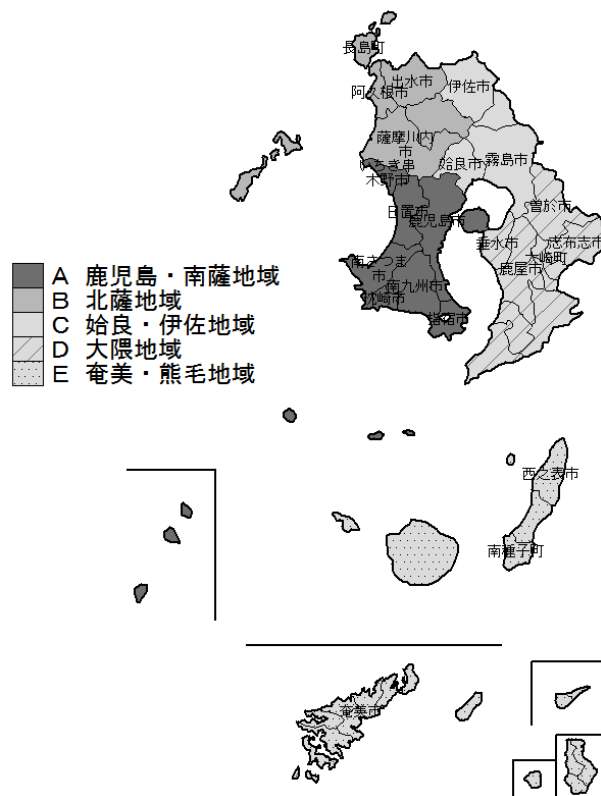 長島町
出水市
伊佐市
阿久根市
薩摩川内
市
姶良市
霧島市
いちき串
木野市
曽於市
日置市
鹿児島市
志布志市
垂水市
大崎町
鹿屋市
南さつま
市
南九州市
枕崎市
指宿市
A 鹿児島・南薩地域
B 北薩地域
C 姶良・伊佐地域
D 大隅地域
E 奄美・熊毛地域
西之表市
南種子町
奄美市